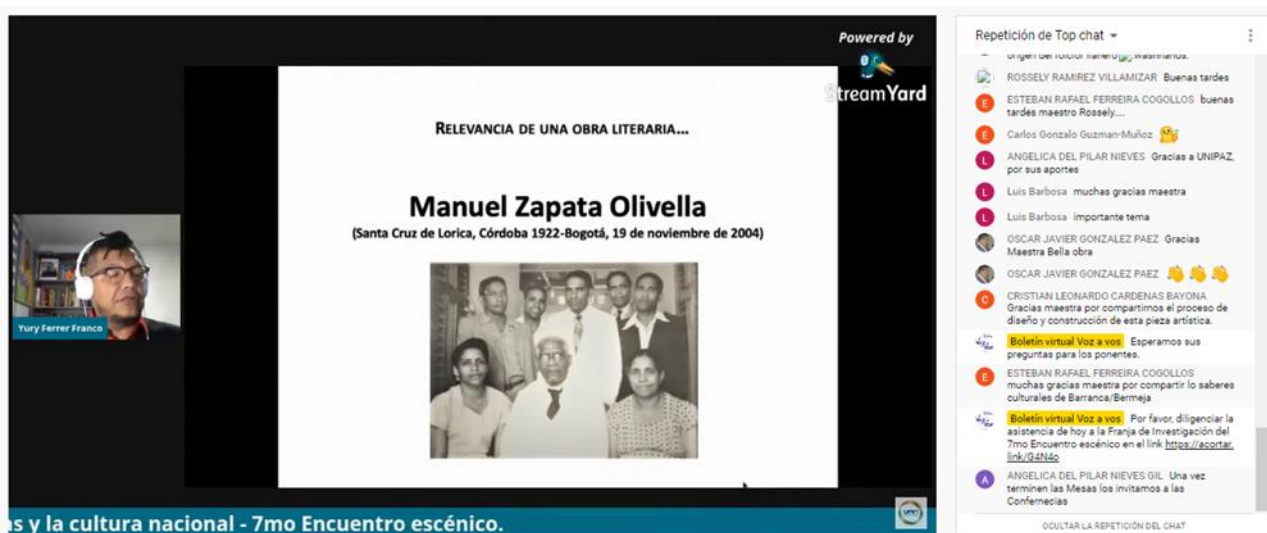 Powered by
StreamYard
RELEVANCIA DE UNA OBRA LITERARIA...
Manuel Zapata Olivella
(Santa Cruz de Lorica, Córdoba 1922-Bogotá, 19 de noviembre de 2004)
Yury Ferrer Franco
as y la cultura nacional - 7mo Encuentro escénico.
Repetición de Top chat
origen del folclor llanero
ROSSELY RAMIREZ VILLAMIZAR Buenas tardes
E
ESTEBAN RAFAEL FERREIRA COGOLLOS buenas
tardes maestro Rossely....
E
Carlos Gonzalo Guzman-Muñoz
L
ANGELICA DEL PILAR NIEVES Gracias a UNIPAZ,
por sus aportes
L
Luis Barbosa muchas gracias maestra
L
Luis Barbosa importante tema
OSCAR JAVIER GONZALEZ PAEZ Gracias
Maestra Bella obra
OSCAR JAVIER GONZALEZ PAEZ
C
CRISTIAN LEONARDO CARDENAS BAYONA
Gracias maestra por compartirnos el proceso de
diseño y construcción de esta pieza artística.
Boletín virtual Voz a vos Esperamos sus
preguntas para los ponentes.
E
ESTEBAN RAFAEL FERREIRA COGOLLOS
muchas gracias maestra por compartir lo saberes
culturales de Barranca/Bermeja
Boletín virtual Voz a vos Por favor, diligenciar la
asistencia de hoy a la Franja de Investigación del
7mo Encuentro escénico en el link https://acortar.
link/G4N4o
A
ANGELICA DEL PILAR NIEVES GIL Una vez
terminen las Mesas los invitamos a las
Confernecias
OCULTAR LA REPETICIÓN DEL CHAT